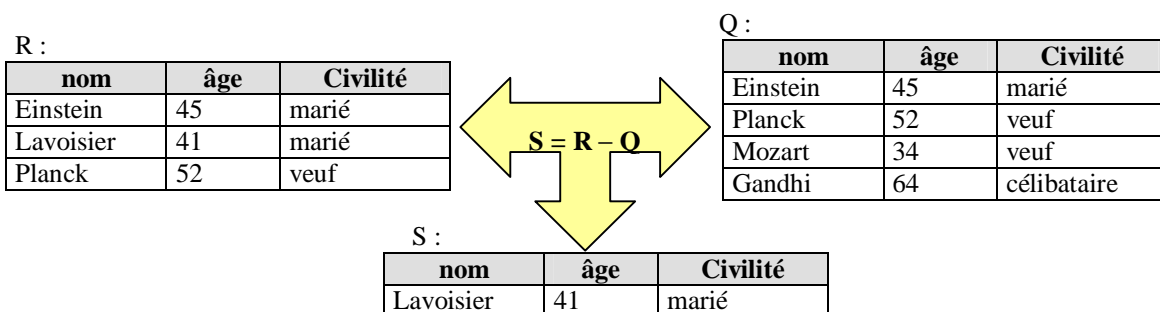 R :
nom âge Civilité
Einstein 45 marié
Lavoisier 41 marié
Planck 52 veuf
S = R – Q
Q :
nom âge Civilité
Einstein 45 marié
Planck 52 veuf
Mozart 34 veuf
Gandhi 64 célibataire
S :
nom âge Civilité
Lavoisier 41 marié